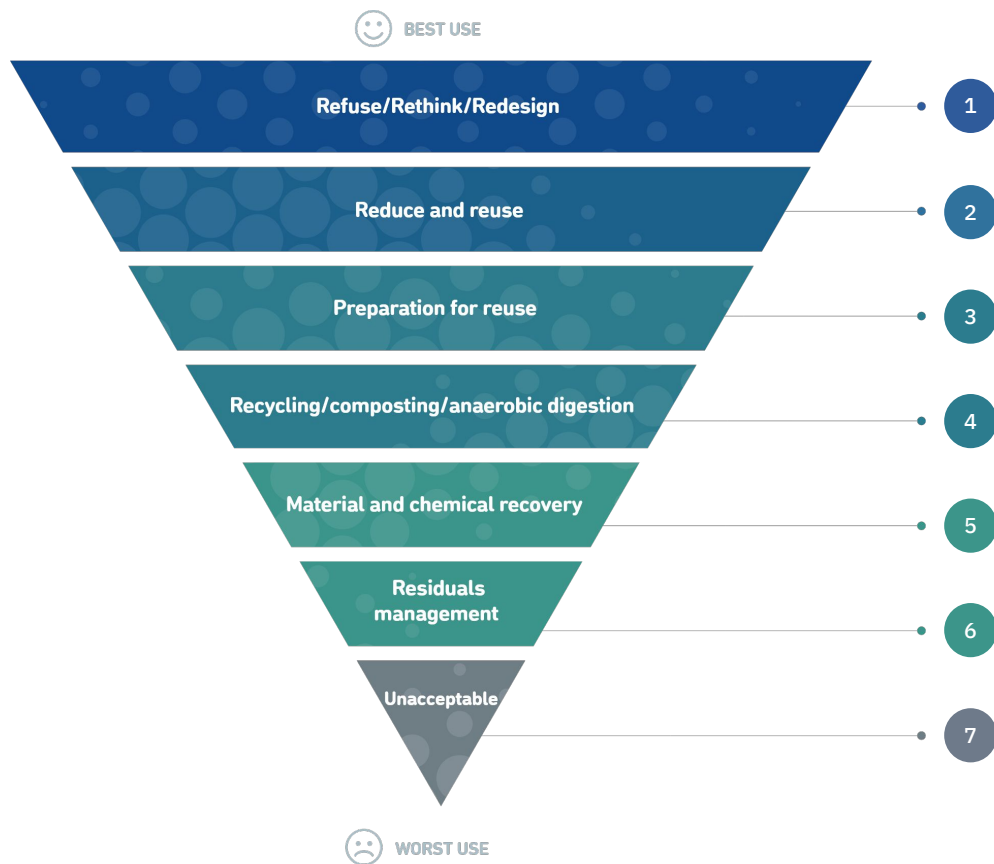 BEST USE
Refuse/Rethink/Redesign
1
Reduce and reuse
2
Preparation for reuse
3
Recycling/composting/anaerobic digestion
4
Material and chemical recovery
5
Residuals
management
6
Unacceptable
7
WORST USE